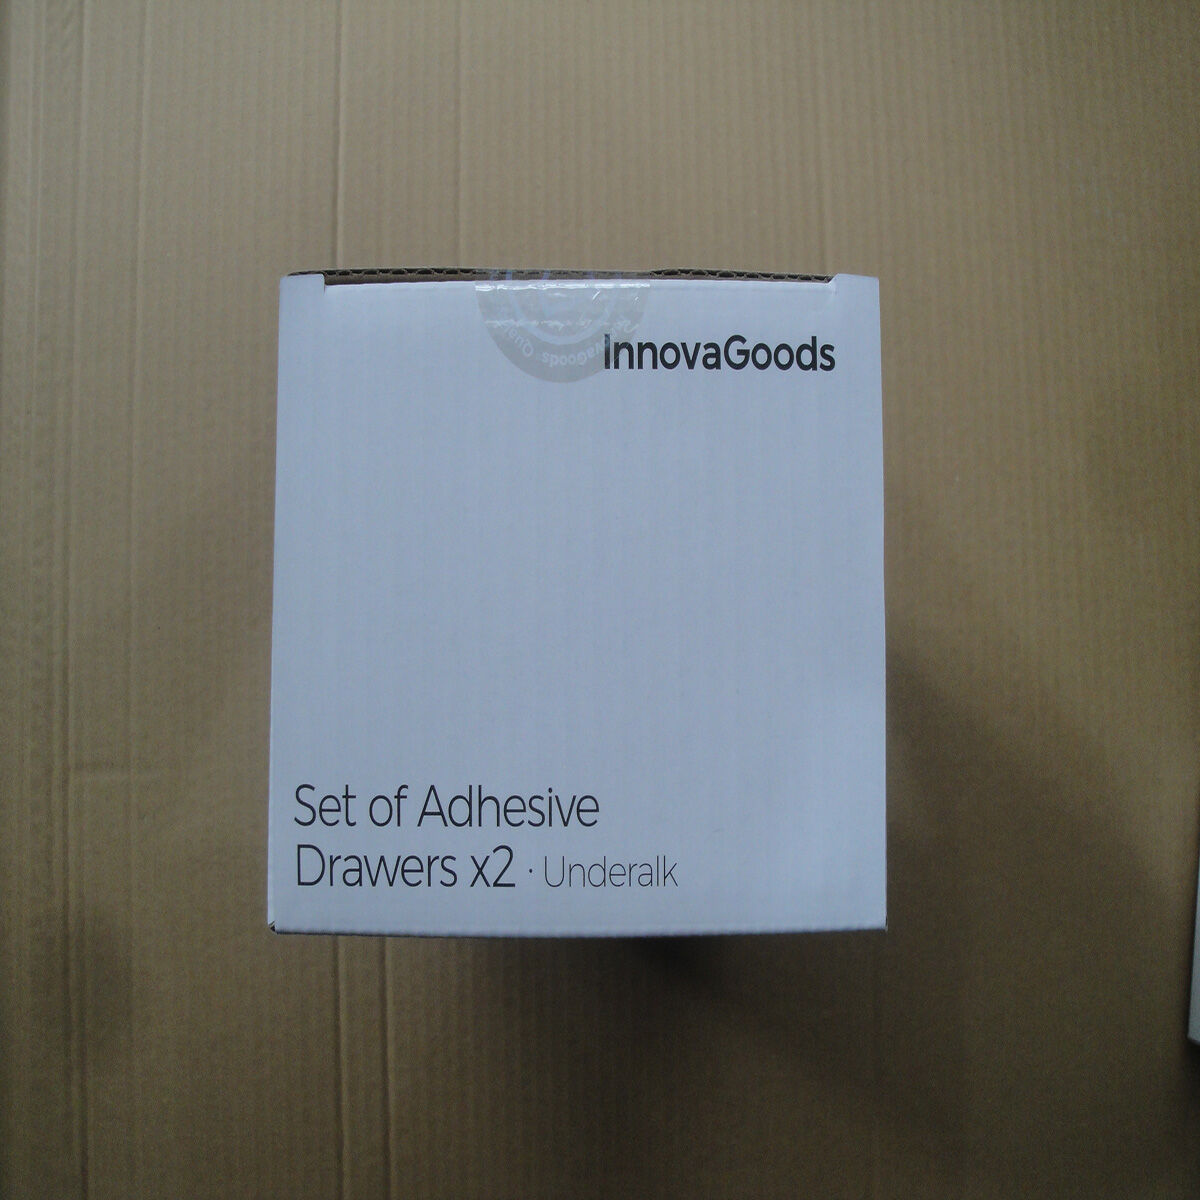 InnovaGoods
Set of Adhesive
Drawers x2 · Underalk